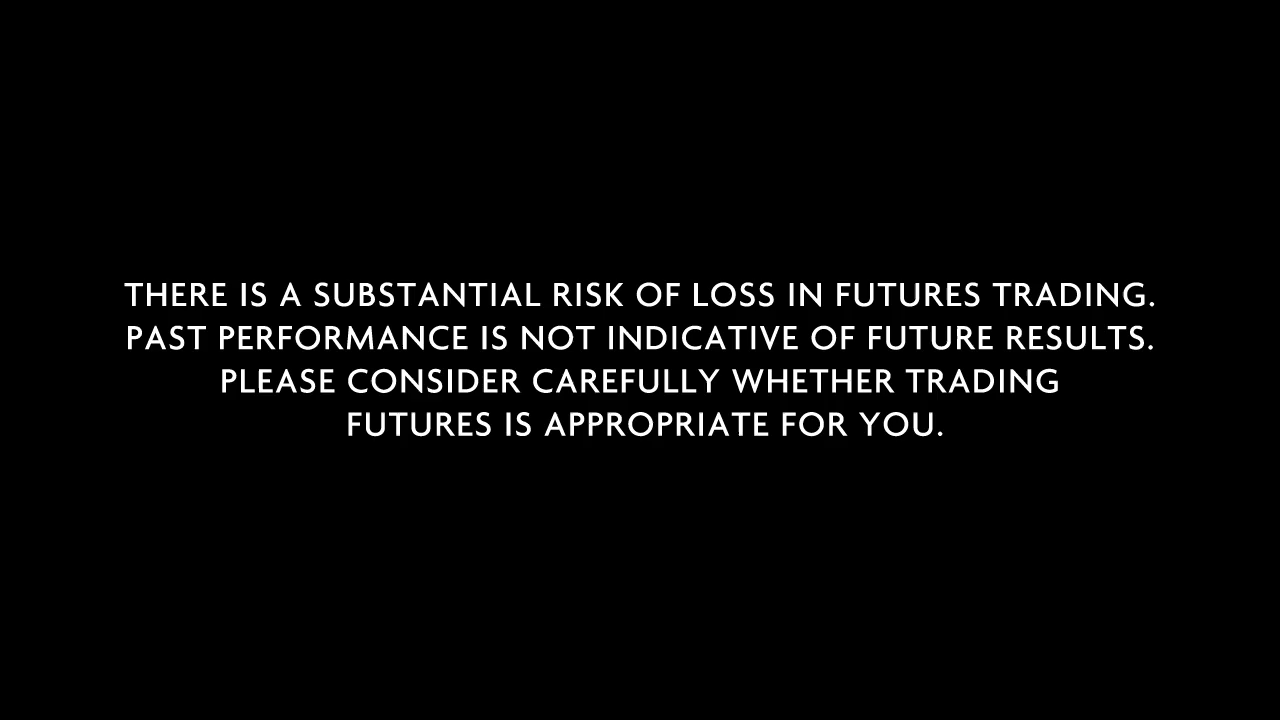 THERE IS A SUBSTANTIAL RISK OF LOSS IN FUTURES TRADING.
PAST PERFORMANCE IS NOT INDICATIVE OF FUTURE RESULTS.
PLEASE CONSIDER CAREFULLY WHETHER TRADING
FUTURES IS APPROPRIATE FOR YOU.